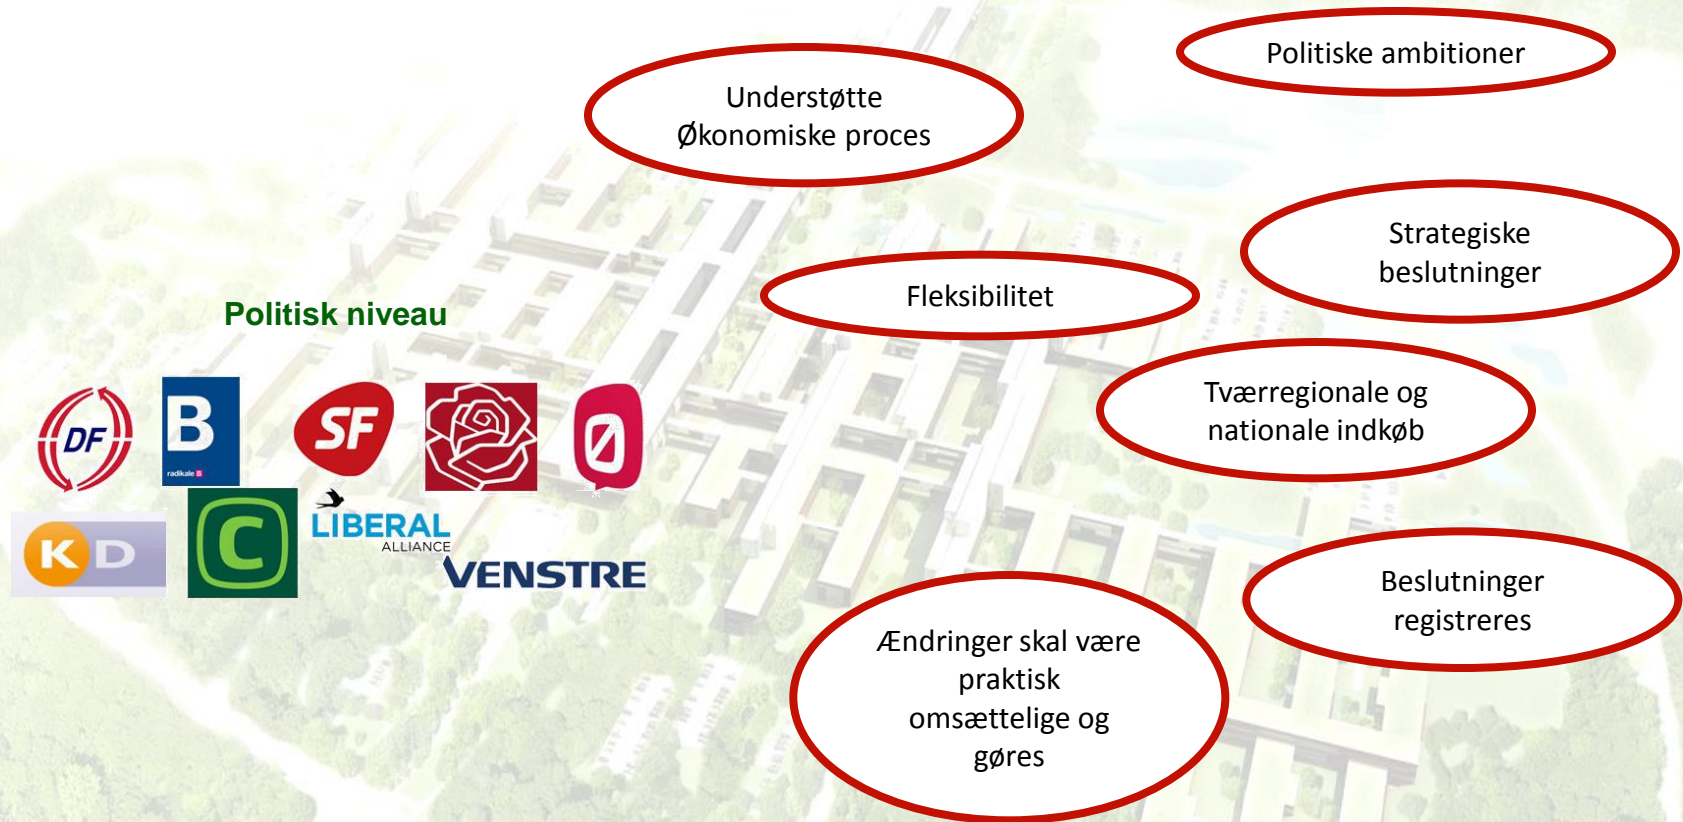 Politiske ambitioner
Understøtte
Økonomiske proces
Strategiske
beslutninger
Fleksibilitet
Politisk niveau
Tværregionale og
nationale indkøb
DF
B
radikale B
SF
Ø
KD
C
LIBERAL
ALLIANCE
VENSTRE
Beslutninger
registreres
Ændringer skal være
praktisk
omsættelige og
gøres